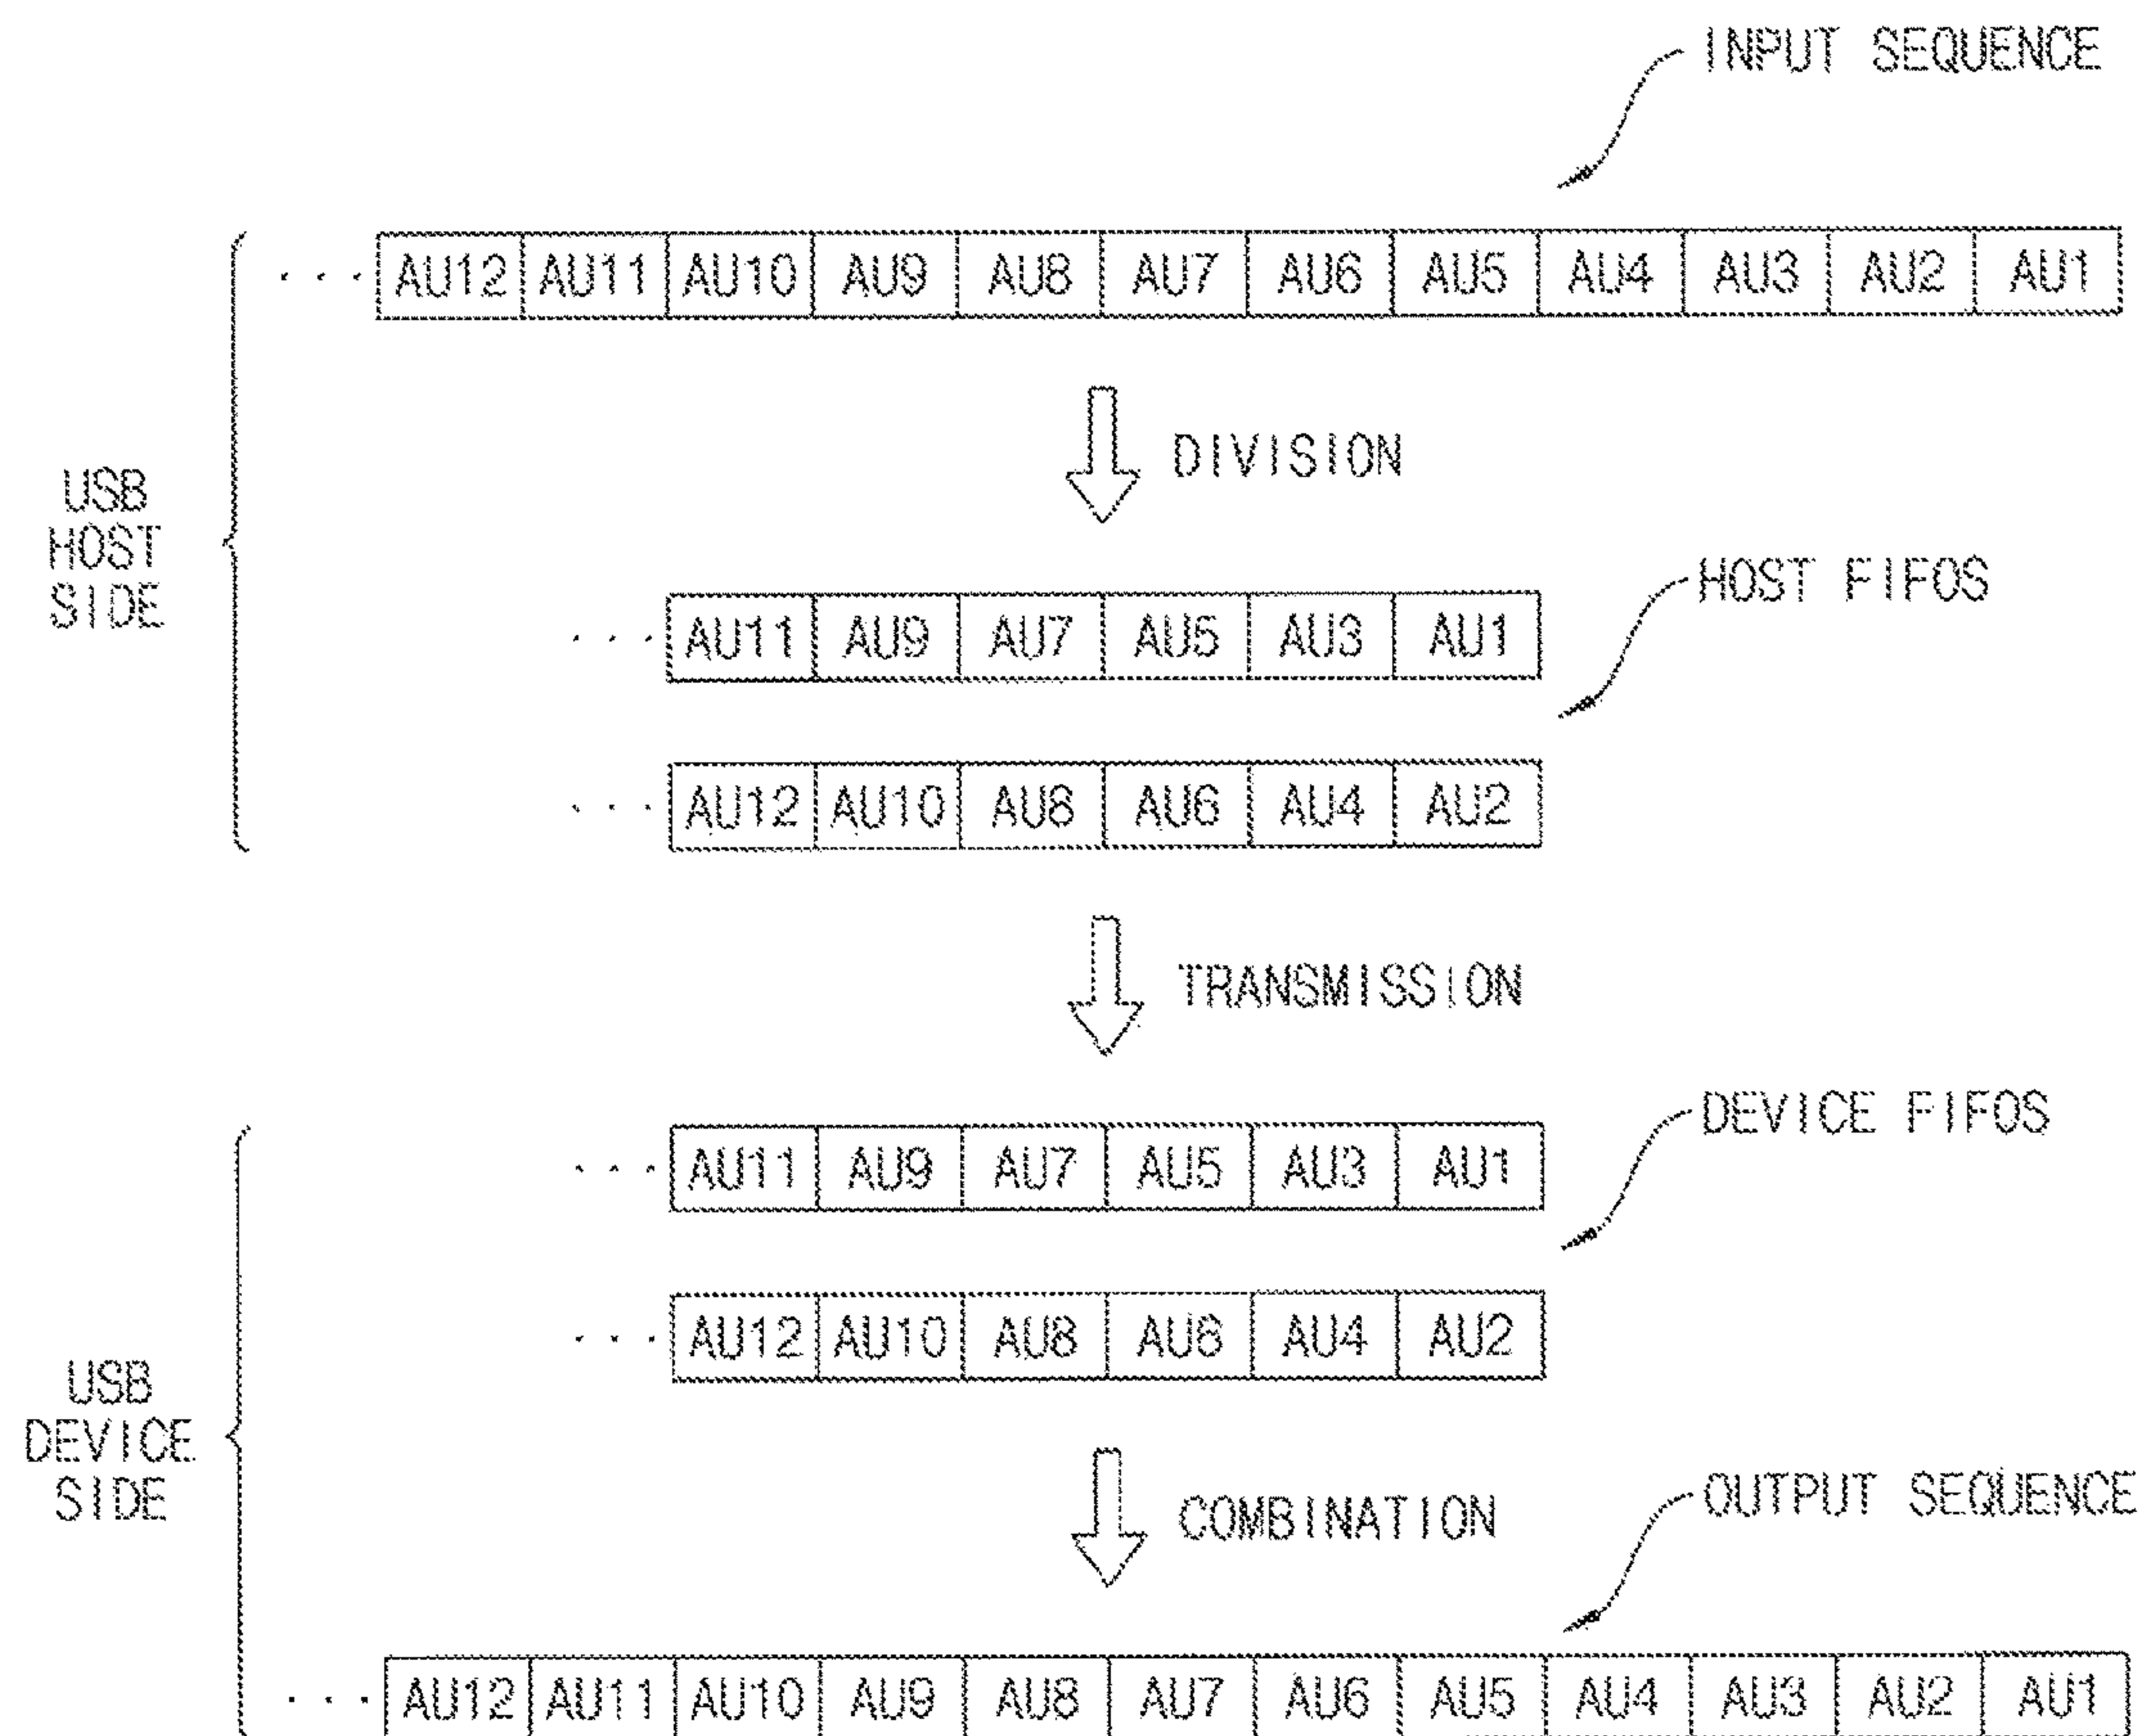 INPUT SEQUENCE
··· AU12 AU11 AU10 AU9 AU8 AU7 AU6 AU5 AU4 AU3 AU2 AU1
DIVISION
USB
HOST
SIDE
HOST FIFOS
··· AU11 AU9 AU7 AU5 AU3 AU1
··· AU12 AU10 AU8 AU6 AU4 AU2
TRANSMISSION
DEVICE FIFOS
··· AU11 AU9 AU7 AU5 AU3 AU1
··· AU12 AU10 AU8 AU6 AU4 AU2
USB
DEVICE
SIDE
COMBINATION
OUTPUT SEQUENCE
··· AU12 AU11 AU10 AU9 AU8 AU7 AU6 AU5 AU4 AU3 AU2 AU1